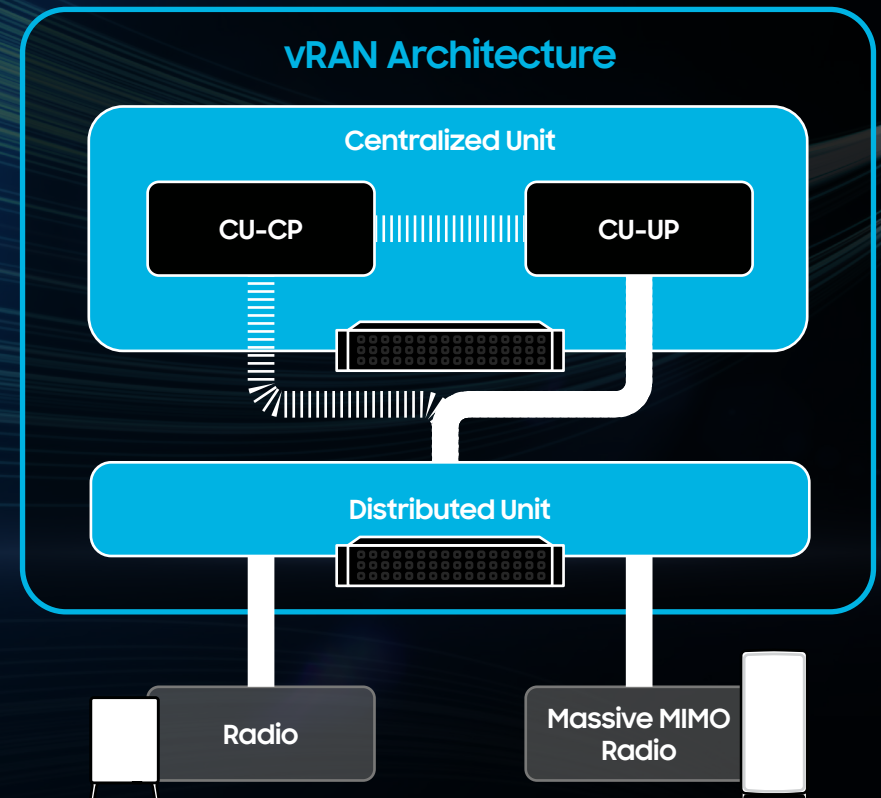 vRAN Architecture
Centralized Unit
CU-CP
CU-UP
Distributed Unit
Radio
Massive MIMO
Radio